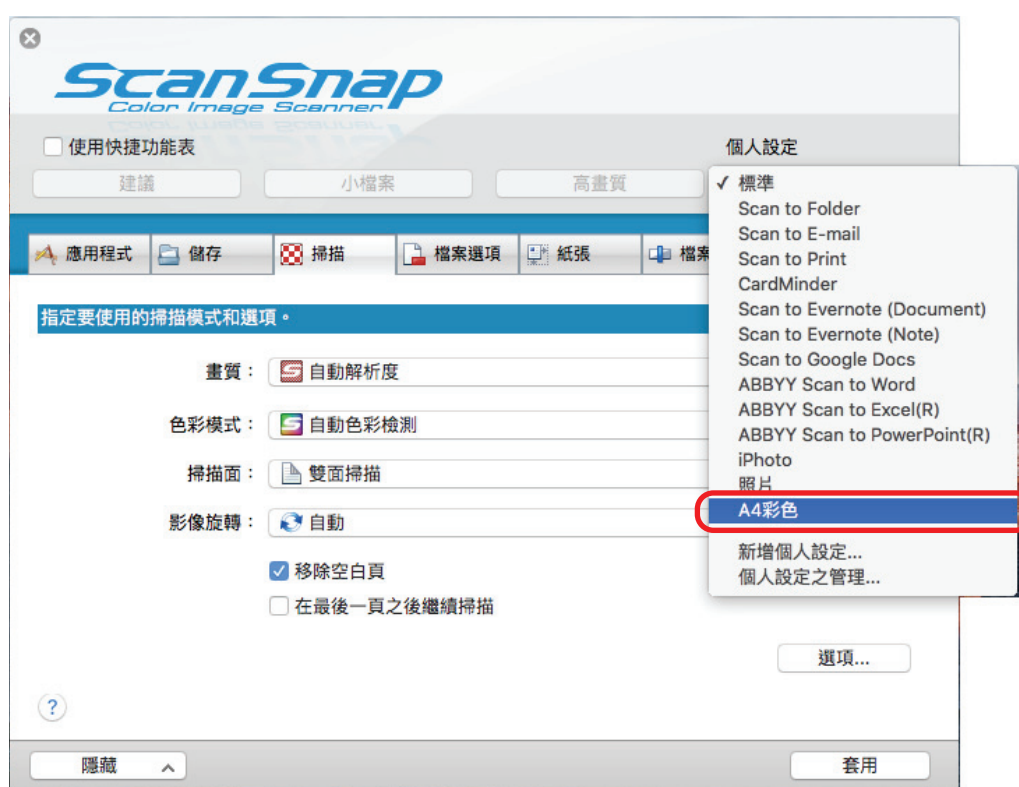 ScanSnap
Color Image Scanner
使用快捷功能表
個人設定
建議
小檔案
高畫質
✓ 標準
Scan to Folder
Scan to E-mail
Scan to Print
CardMinder
Scan to Evernote (Document)
Scan to Evernote (Note)
Scan to Google Docs
ABBYY Scan to Word
ABBYY Scan to Excel(R)
ABBYY Scan to PowerPoint(R)
iPhoto
照片
A4彩色
新增個人設定...
個人設定之管理...
應用程式
儲存
掃描
檔案選項
紙張
檔案
指定要使用的掃描模式和選項。
畫質：
自動解析度
色彩模式：
自動色彩檢測
掃描面：
雙面掃描
影像旋轉：
自動
移除空白頁
在最後一頁之後繼續掃描
選項...
?
隱藏
套用